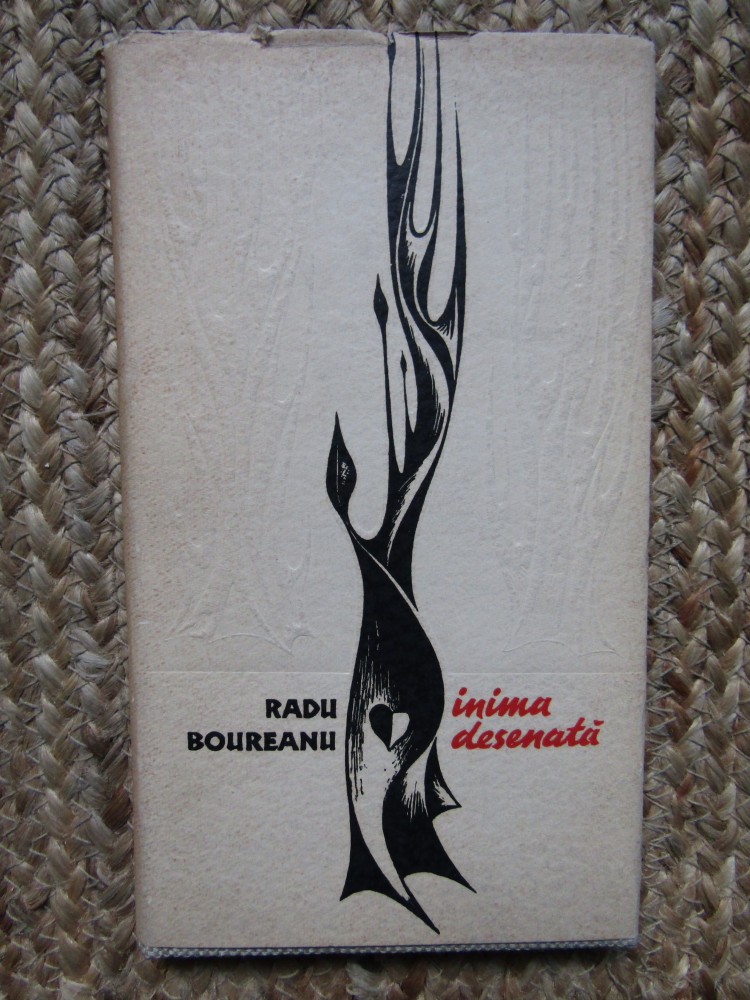 RADU
BOUREANU
inima
desenată